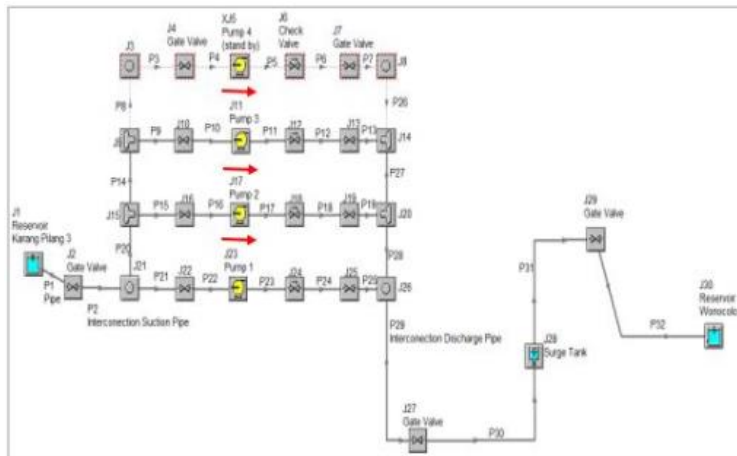 J4
Gate Valve
XJ5
Pump 4
(stand by)
J6
Check
Valve
J7
Gate Valve
J3
P3
P4
P5
P6
P7
J8
P8
P26
J11
Pump 3
J9
P9
J10
P10
P11
J12
P12
J13
P13
J14
P14
P27
J17
Pump 2
J15
P15
J16
P16
P17
J18
P18
J19
P19
J20
J29
Gate Valve
J1
Reservoir
Karang Pilang 3
J2
Gate Valve
P20
J21
J23
Pump 1
P28
P31
P21
J22
P22
P23
J24
P24
J25
P25
J26
J30
Reservoir
Wonocolo
P1
Pipe
P2
Interconection Suction Pipe
P29
Interconection Discharge Pipe
P32
J28
Surge Tank
J27
Gate Valve
P30